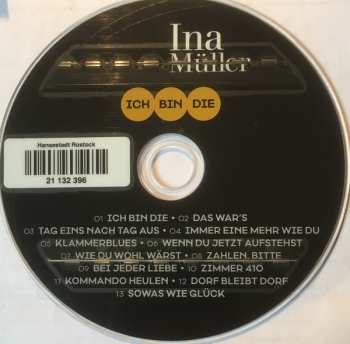 Ina
Müller
ICH BIN DIE
Hansestadt Rostock
21 132 396
01 ICH BIN DIE • 02 DAS WAR'S
03 TAG EINS NACH TAG AUS • 04 IMMER EINE MEHR WIE DU
05 KLAMMERBLUES • 06 WENN DU JETZT AUFSTEHST
07 WIE DU WOHL WÄRST • 08 ZAHLEN, BITTE
09 BEI JEDER LIEBE • 10 ZIMMER 410
11 KOMMANDO HEULEN • 12 DORF BLEIBT DORF
13 SOWAS WIE GLÜCK